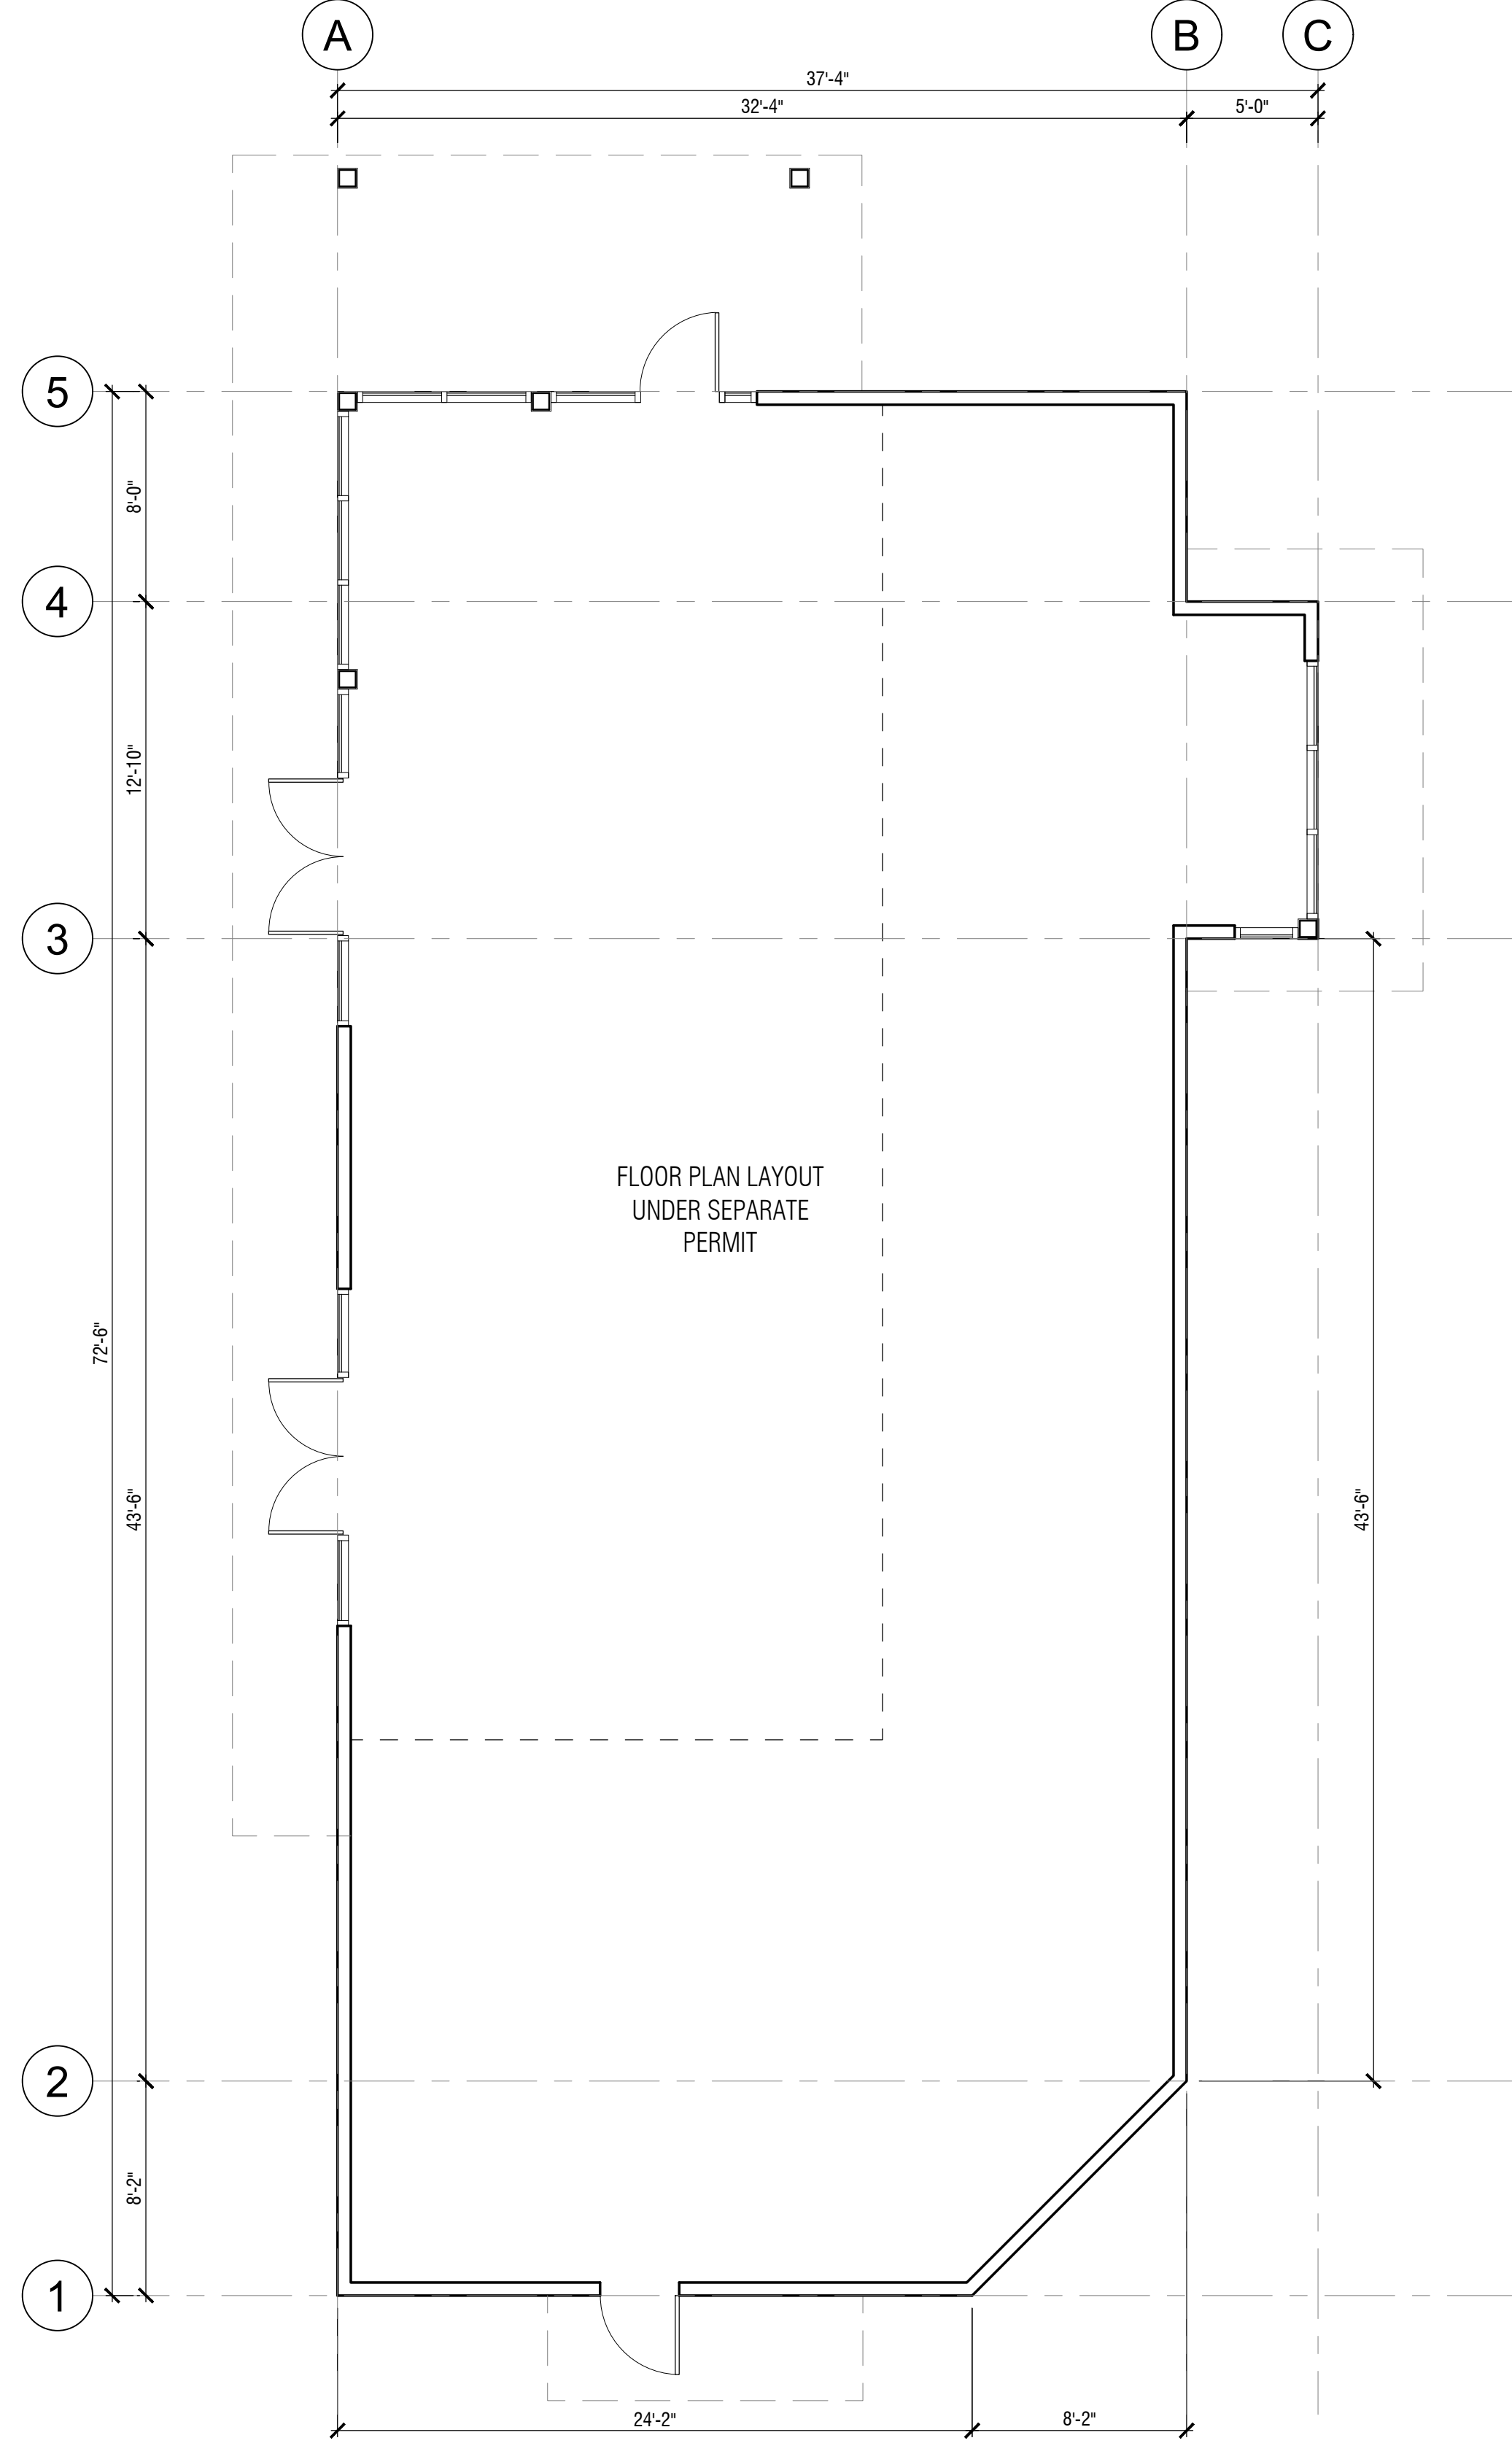 A
B
C
37'-4"
32'-4"
5'-0"
5
8'-0"
4
12'-10"
3
FLOOR PLAN LAYOUT
UNDER SEPARATE
PERMIT
72'-6"
43'-6"
43'-6"
2
8'-2"
1
24'-2"
8'-2"